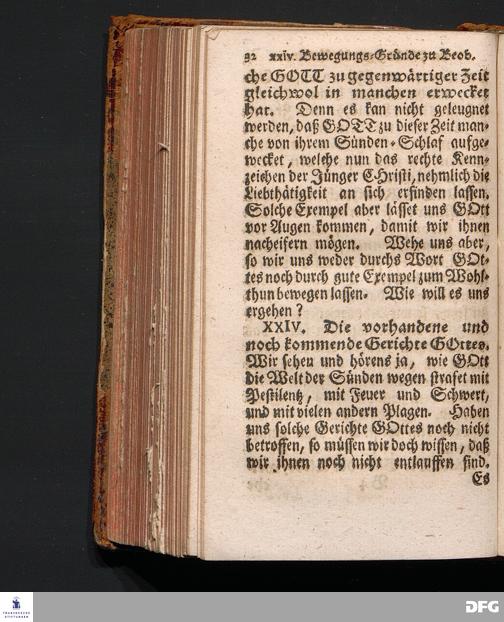 32 xxiv. Bewegungs-Gründe zu Beob.
che GOTT zu gegenwärtiger Zeit
gleichwol in manchen erwecket
hat. Denn es kan nicht geleugnet
werden, daß GOTT zu dieser Zeit man-
che von ihrem Sünden-Schlaf aufge-
wecket, welche nun das rechte Kenn-
zeichen der Jünger CHristi, nehmlich die
Liebthätigkeit an sich erfinden lassen.
Solche Exempel aber lässet uns GOtt
vor Augen kommen, damit wir ihnen
nacheifern mögen. Wehe uns aber,
so wir uns weder durchs Wort GOt-
tes noch durch gute Exempel zum Wohl-
thun bewegen lassen. Wie will es uns
ergehen?
XXIV. Die vorhandene und
noch kommende Gerichte GOttes.
Wir sehen und hörens ja, wie GOtt
die Welt der Sünden wegen strafet mit
Pestilentz, mit Feuer und Schwert,
und mit vielen andern Plagen. Haben
uns solche Gerichte GOttes noch nicht
betroffen, so müssen wir doch wissen, daß
wir ihnen noch nicht entlauffen sind.
Es
FRANCKESCHE
STIFTUNGEN
DFG